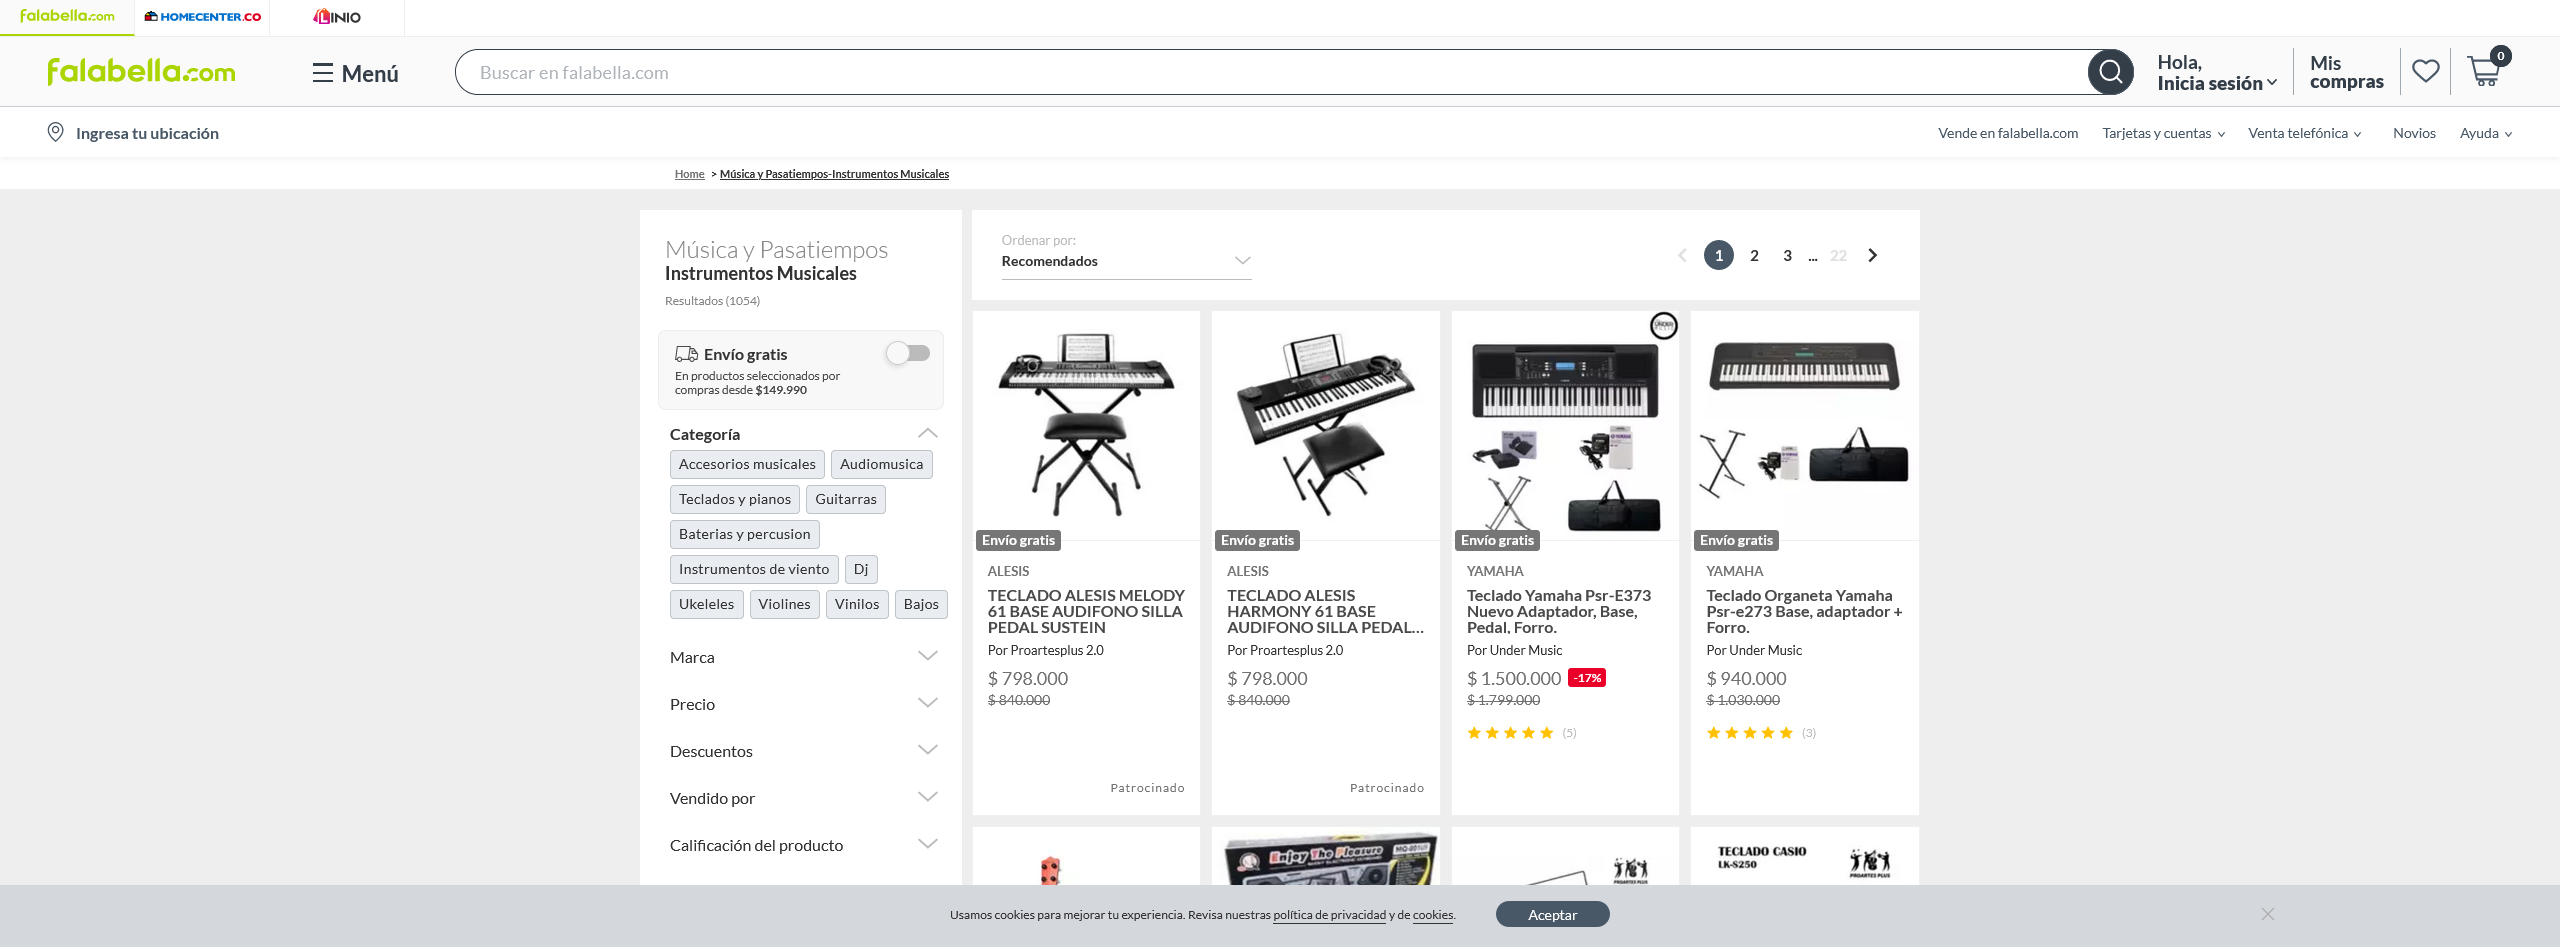 falabella.com
HOMECENTER.CO
LINIO
falabella.com
Menú
Buscar en falabella.com
Hola,
Inicia sesión
Mis
compras
0
Ingresa tu ubicación
Vende en falabella.com
Tarjetas y cuentas
Venta telefónica
Novios
Ayuda
Home > Música y Pasatiempos-Instrumentos Musicales
Música y Pasatiempos
Instrumentos Musicales
Resultados (1054)
Envío gratis
En productos seleccionados por
compras desde $149.990
Categoría
Accesorios musicales
Audiomusica
Teclados y pianos
Guitarras
Baterias y percusion
Instrumentos de viento
Dj
Ukeleles
Violines
Vinilos
Bajos
Marca
Precio
Descuentos
Vendido por
Calificación del producto
Ordenar por:
Recomendados
1 2 3 ... 22
Envío gratis
ALESIS
TECLADO ALESIS MELODY
61 BASE AUDIFONO SILLA
PEDAL SUSTEIN
Por Proartesplus 2.0
$ 798.000
$ 840.000
Patrocinado
Envío gratis
ALESIS
TECLADO ALESIS
HARMONY 61 BASE
AUDIFONO SILLA PEDAL...
Por Proartesplus 2.0
$ 798.000
$ 840.000
Patrocinado
UNDER
Envío gratis
YAMAHA
Teclado Yamaha Psr-E373
Nuevo Adaptador, Base,
Pedal, Forro.
Por Under Music
$ 1.500.000 -17%
$ 1.799.000
(5)
Envío gratis
YAMAHA
Teclado Organeta Yamaha
Psr-e273 Base, adaptador +
Forro.
Por Under Music
$ 940.000
$ 1.030.000
(3)
Enjoy The Pleasure
MQ-801UF
PROARTES PLUS
TECLADO CASIO
LK-S250
PROARTES PLUS
Usamos cookies para mejorar tu experiencia. Revisa nuestras política de privacidad y de cookies.
Aceptar